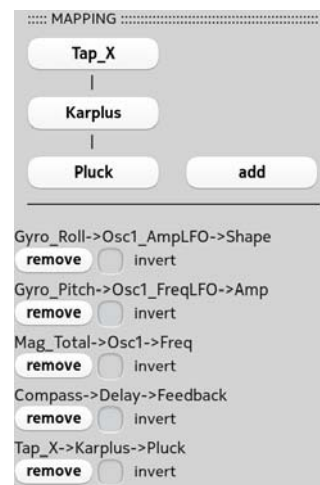 ::::: MAPPING ::::::::::::::::::::::::::::::::::::::::::::::
Tap_X
|
Karplus
|
Pluck add
Gyro_Roll->Osc1_AmpLFO->Shape
remove invert
Gyro_Pitch->Osc1_FreqLFO->Amp
remove invert
Mag_Total->Osc1->Freq
remove invert
Compass->Delay->Feedback
remove invert
Tap_X->Karplus->Pluck
remove invert